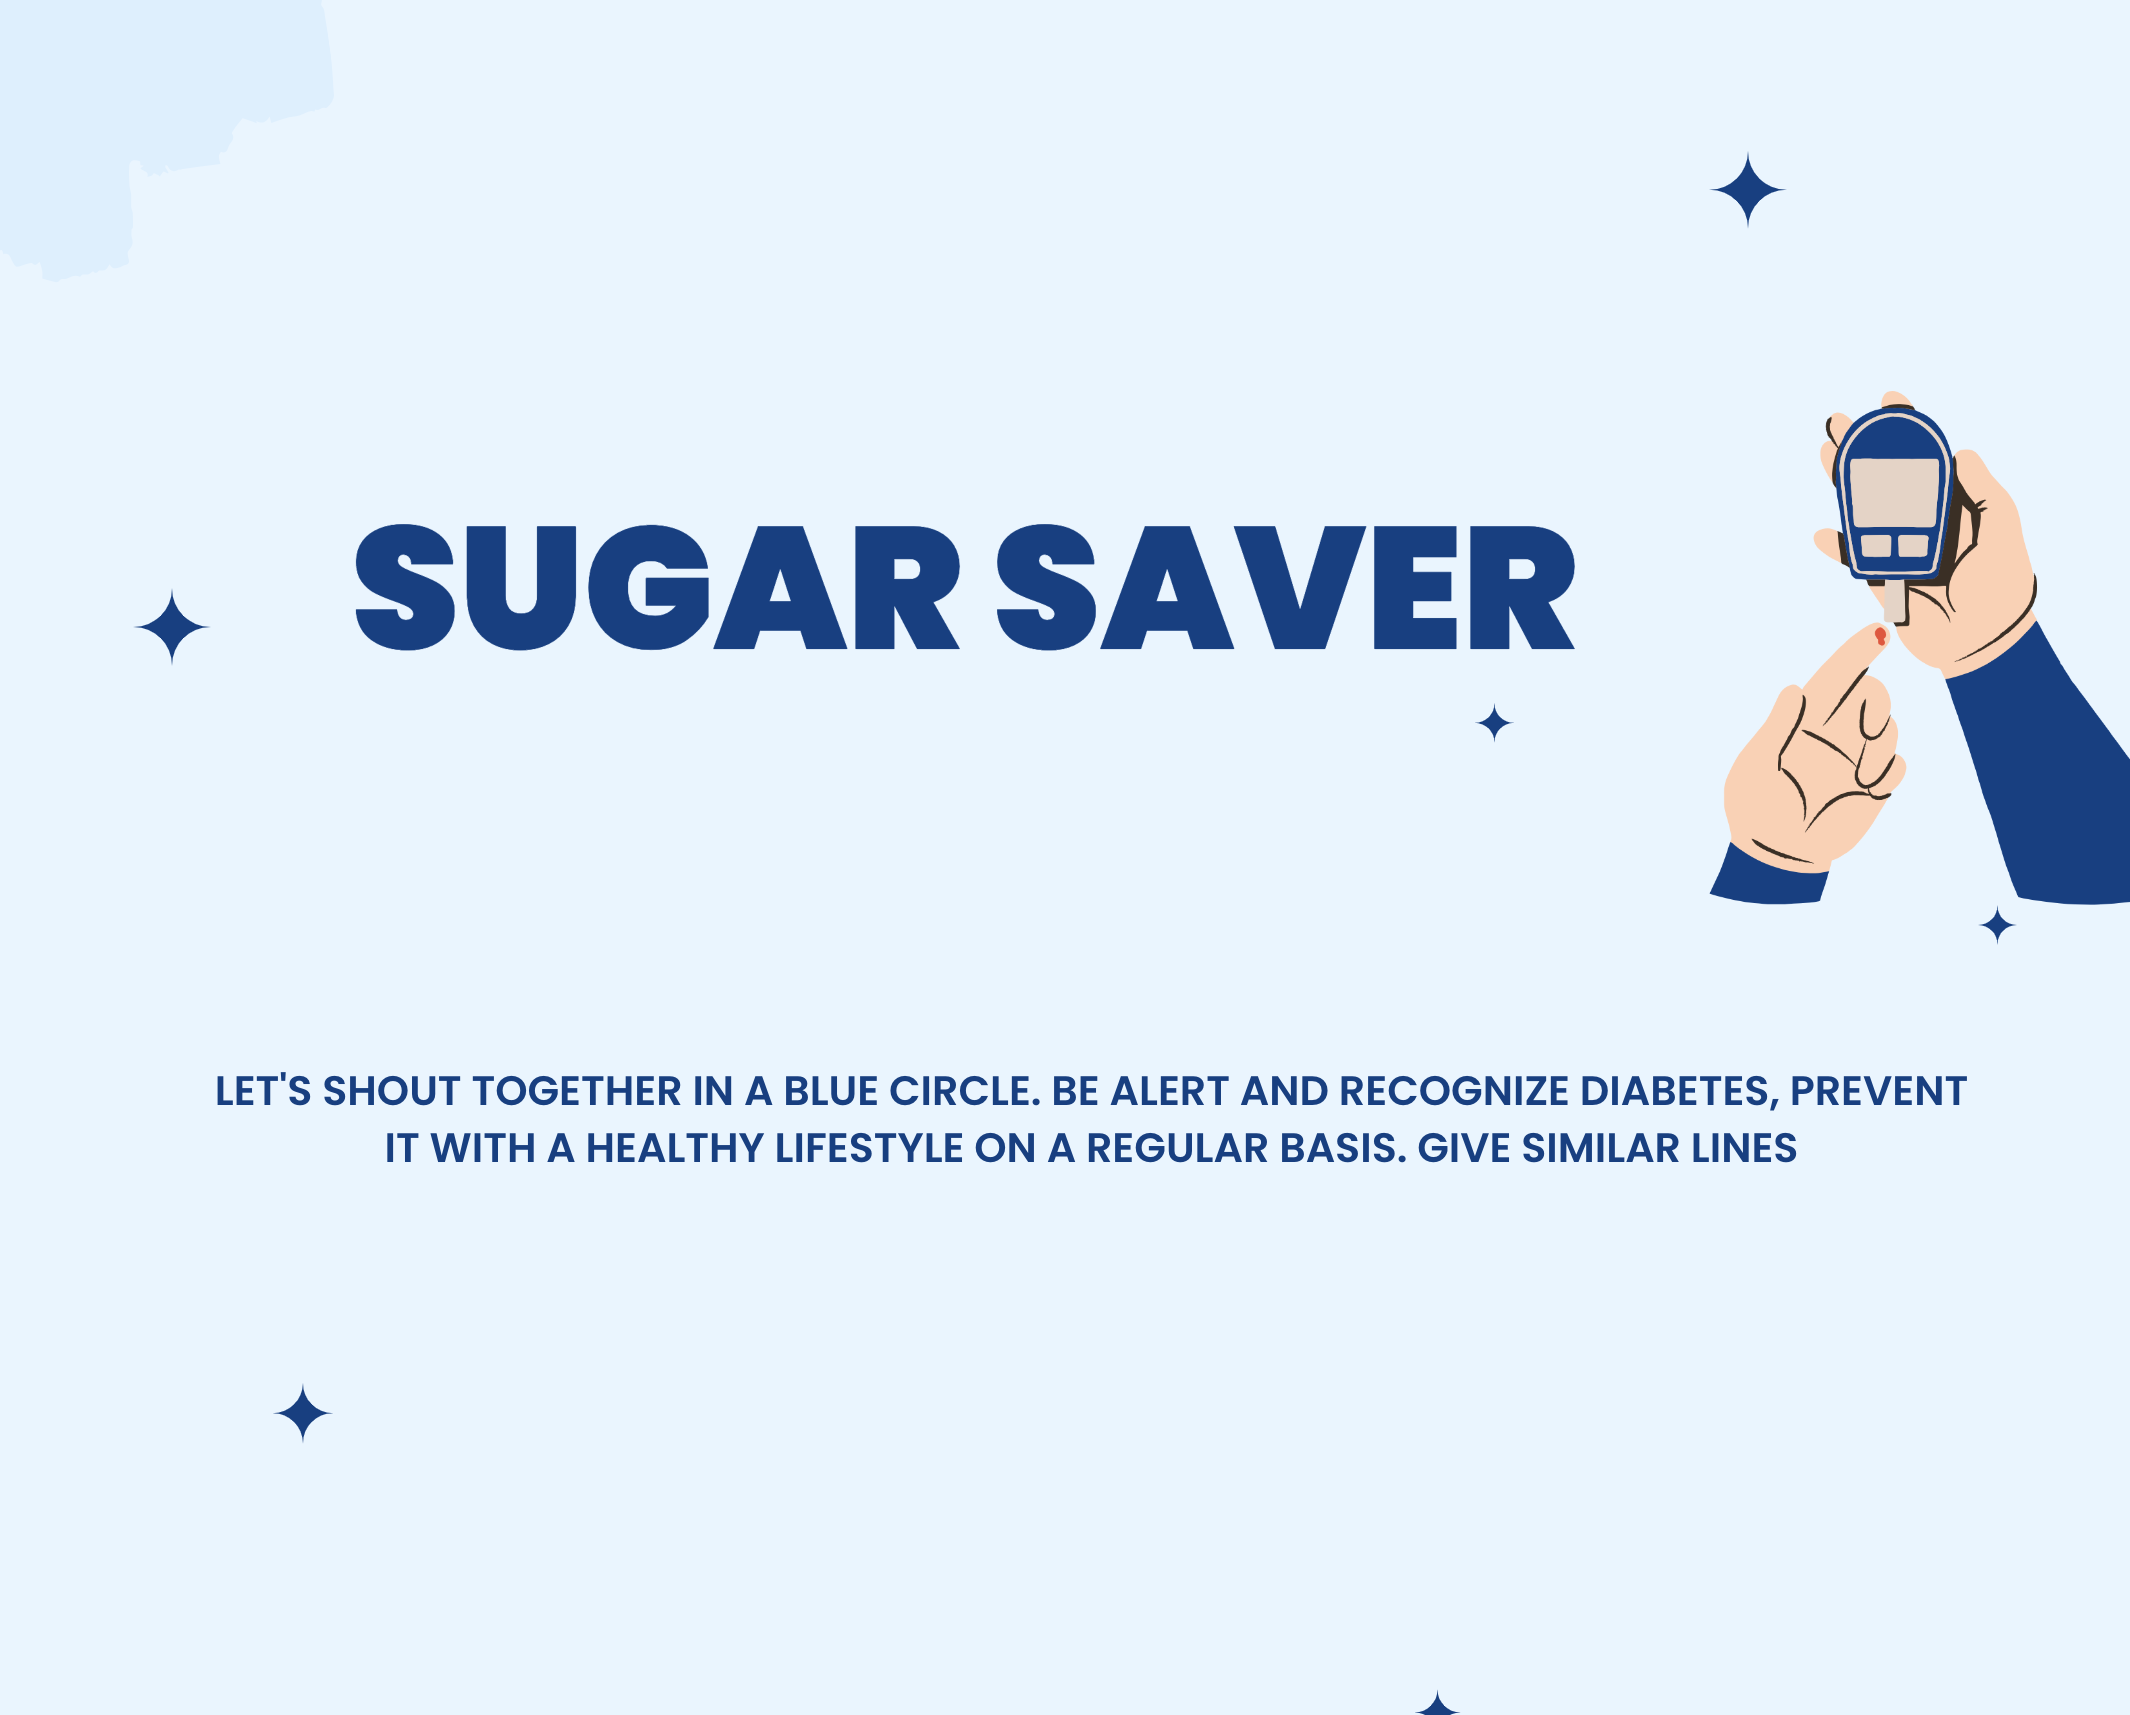 SUGAR SAVER
LET'S SHOUT TOGETHER IN A BLUE CIRCLE. BE ALERT AND RECOGNIZE DIABETES, PREVENT
IT WITH A HEALTHY LIFESTYLE ON A REGULAR BASIS. GIVE SIMILAR LINES